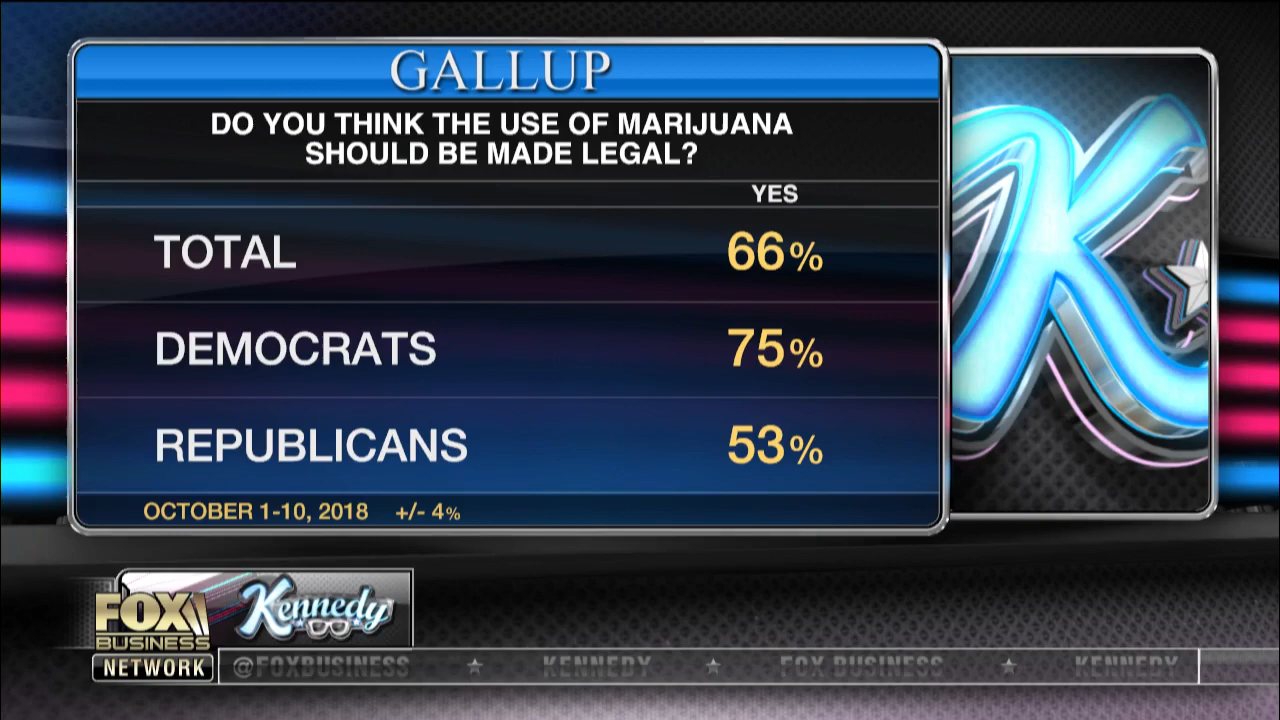 GALLUP
DO YOU THINK THE USE OF MARIJUANA
SHOULD BE MADE LEGAL?
YES
TOTAL 66%
DEMOCRATS 75%
REPUBLICANS 53%
OCTOBER 1-10, 2018 +/- 4%
K
FOX
BUSINESS
NETWORK
Kennedy
@FOXBUSINESS ★ KENNEDY ★ FOX BUSINESS ★ KENNEDY